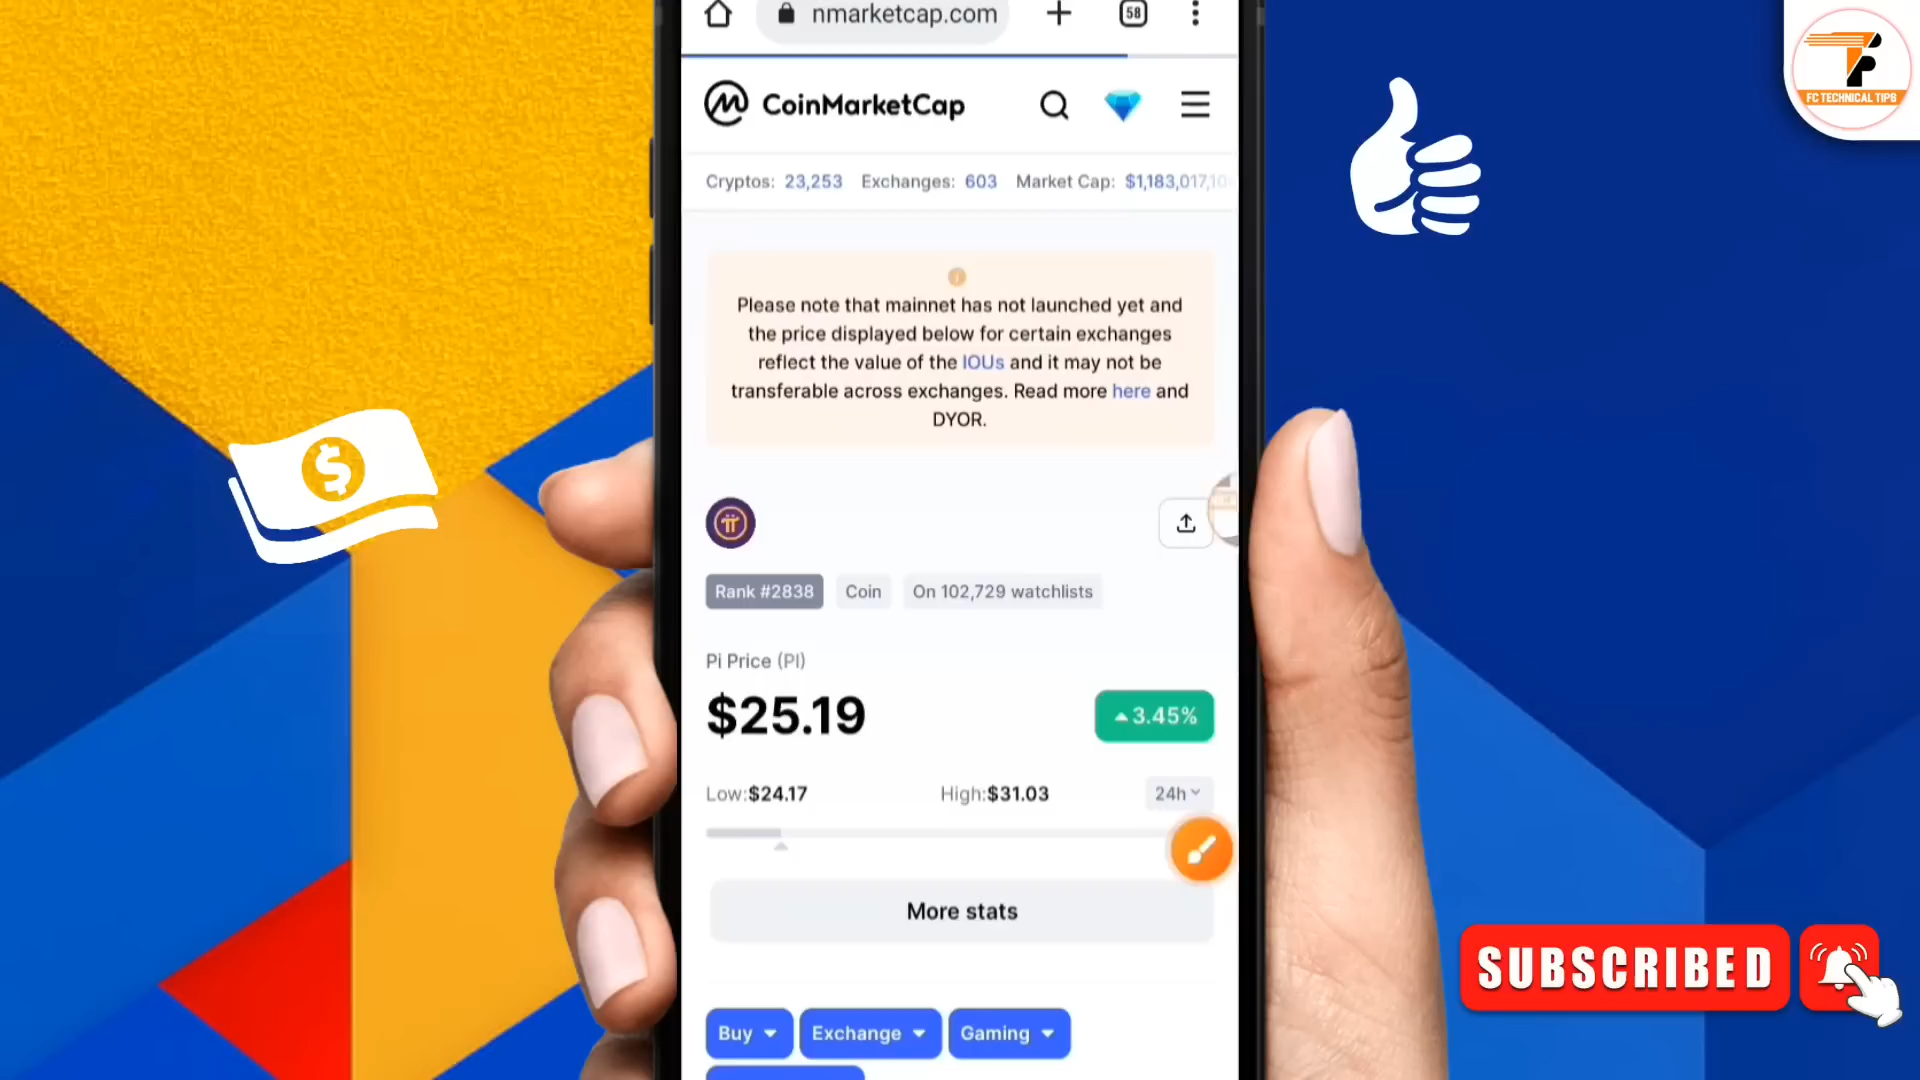 nmarketcap.com
58
CoinMarketCap
Cryptos: 23,253 Exchanges: 603 Market Cap: $1,183,017,10
Please note that mainnet has not launched yet and
the price displayed below for certain exchanges
reflect the value of the IOUs and it may not be
transferable across exchanges. Read more here and
DYOR.
Rank #2838 Coin On 102,729 watchlists
Pi Price (PI)
$25.19
3.45%
Low:$24.17 High:$31.03 24h
More stats
Buy Exchange Gaming
FC TECHNICAL TIPS
SUBSCRIBED